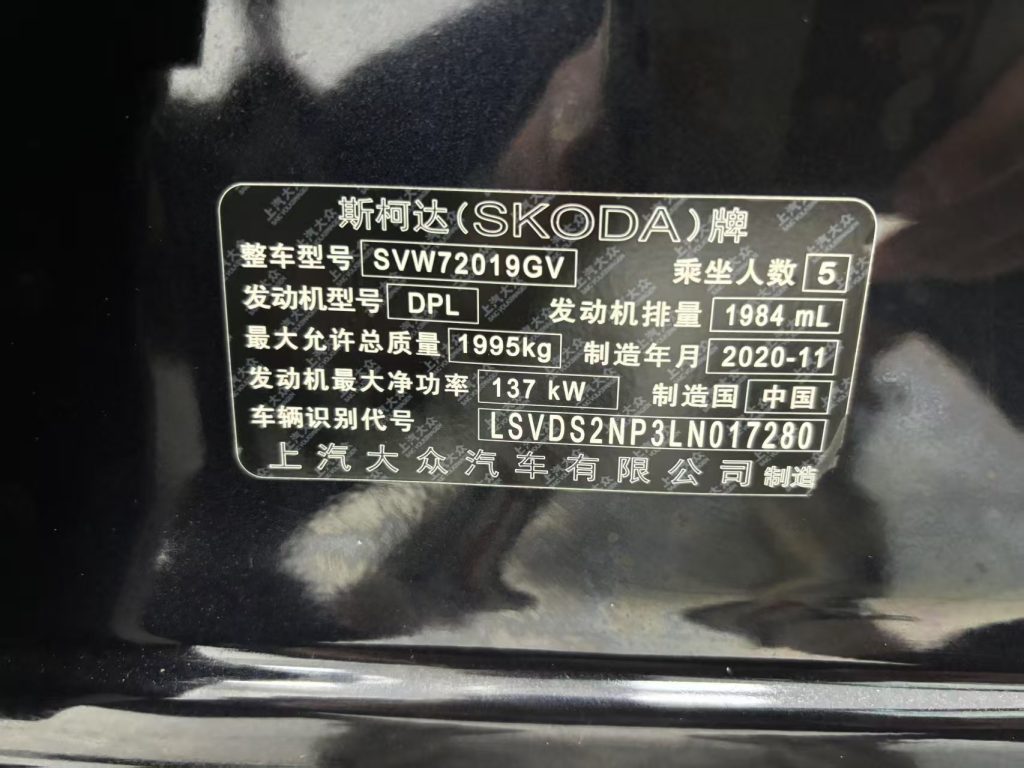 斯柯达(SKODA)牌
整车型号 SVW72019GV 乘坐人数 5
发动机型号 DPL 发动机排量 1984 mL
最大允许总质量 1995kg 制造年月 2020-11
发动机最大净功率 137 kW 制造国 中国
车辆识别代号 LSVDS2NP3LN017280
上汽大众汽车有限公司 制造